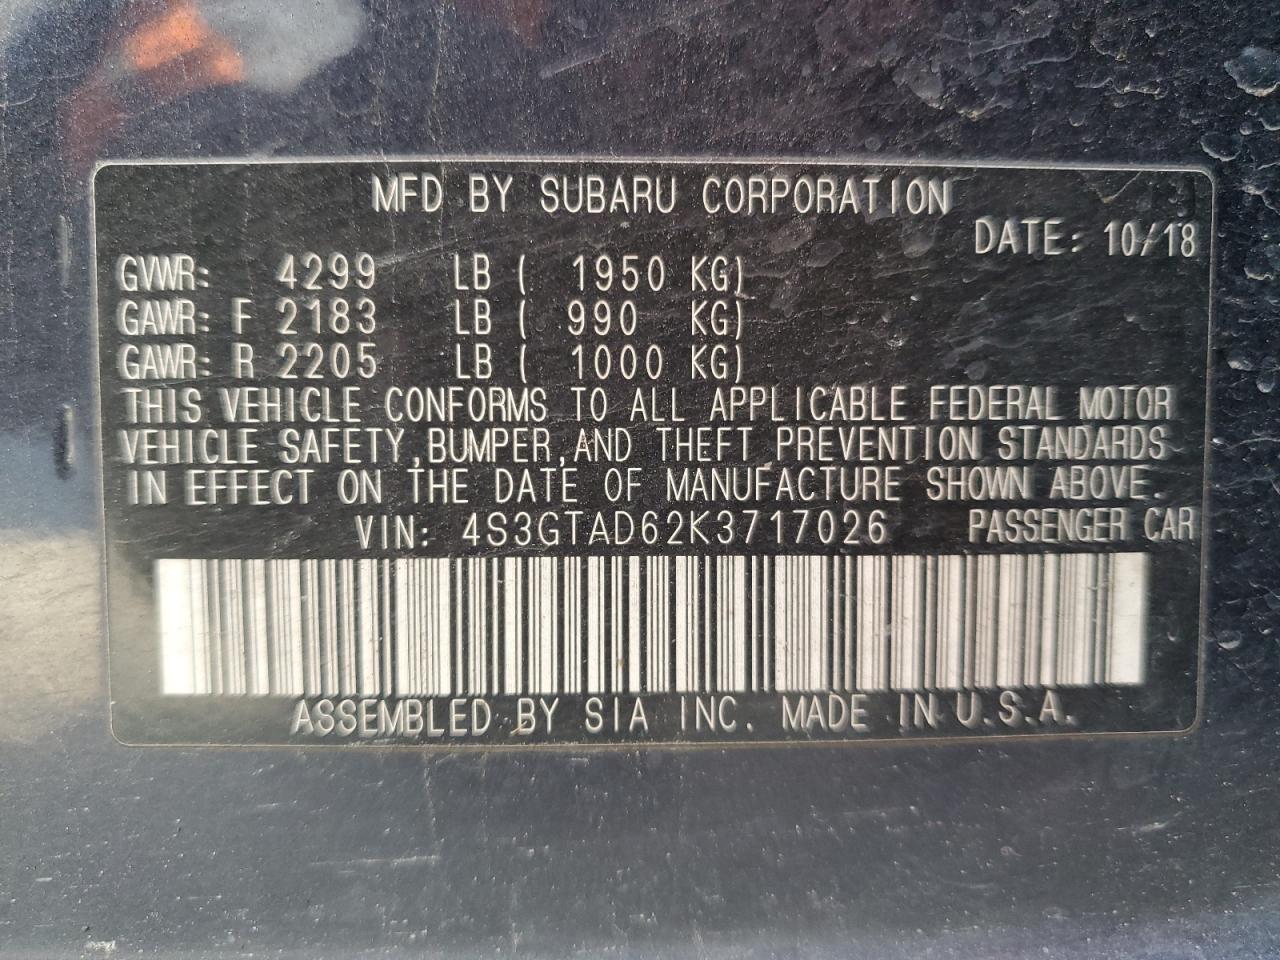 MFD BY SUBARU CORPORATION
DATE: 10/18
GVWR: 4299 LB ( 1950 KG)
GAWR: F 2183 LB ( 990 KG)
GAWR: R 2205 LB ( 1000 KG)
THIS VEHICLE CONFORMS TO ALL APPLICABLE FEDERAL MOTOR
VEHICLE SAFETY,BUMPER,AND THEFT PREVENTION STANDARDS
IN EFFECT ON THE DATE OF MANUFACTURE SHOWN ABOVE.
VIN: 4S3GTAD62K3717026 PASSENGER CAR
ASSEMBLED BY SIA INC. MADE IN U.S.A.